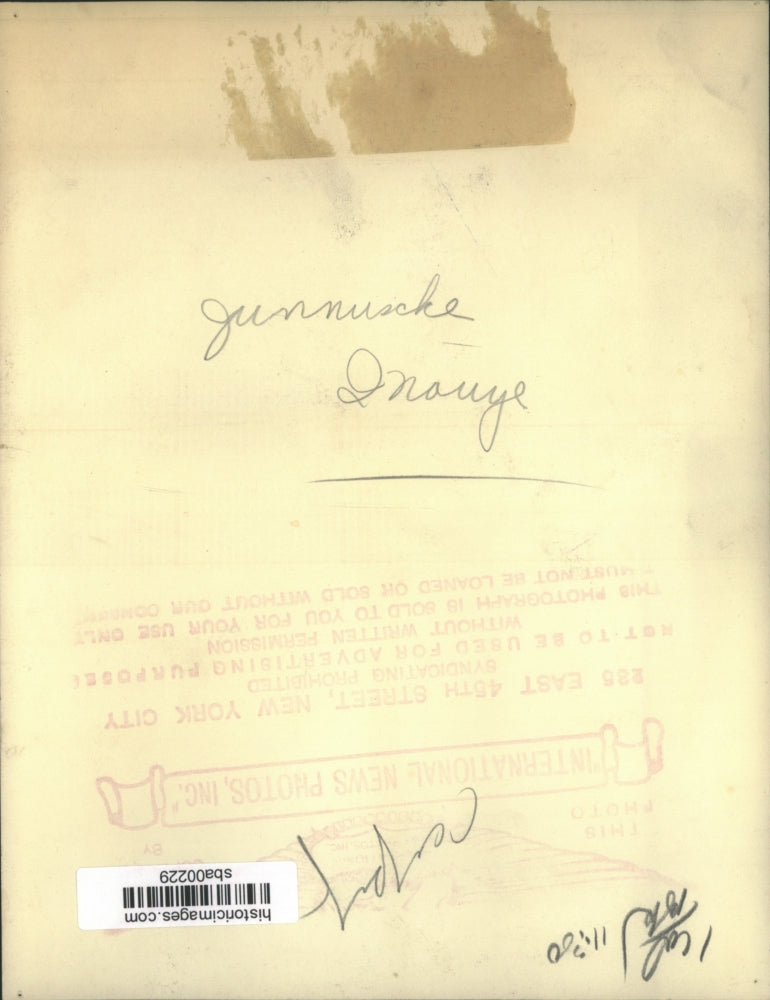 Junnuscke
Inouye
THIS
PHOTO
BY
"INTERNATIONAL NEWS PHOTOS, INC."
235 EAST 45TH STREET, NEW YORK CITY
SYNDICATING PROHIBITED
NOT TO BE USED FOR ADVERTISING PURPOSES
WITHOUT WRITTEN PERMISSION
THIS PHOTOGRAPH IS SOLD TO YOU FOR YOUR USE ONLY
MUST NOT BE LOANED OR SOLD WITHOUT OUR
historicimages.com
sba00229